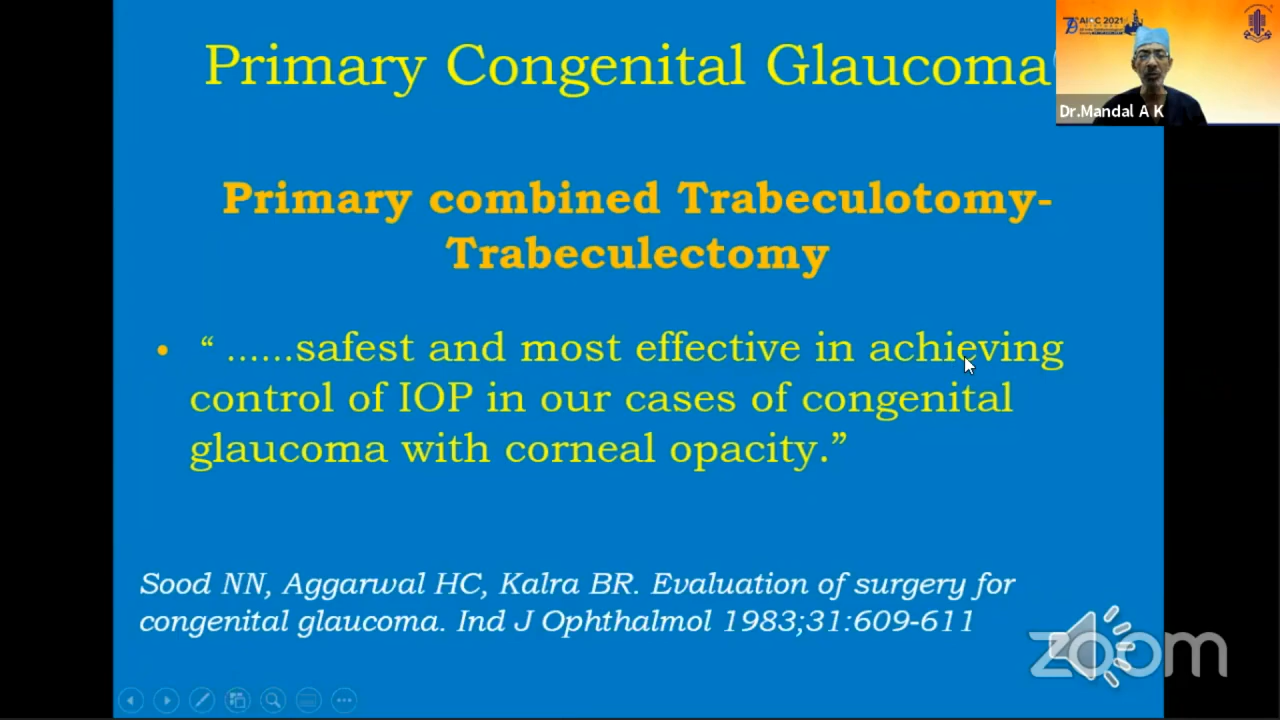 Primary Congenital Glaucoma
AIOC 2021
Dr.Mandal A K
Primary combined Trabeculotomy-
Trabeculectomy
• “ ......safest and most effective in achieving
control of IOP in our cases of congenital
glaucoma with corneal opacity.”
Sood NN, Aggarwal HC, Kalra BR. Evaluation of surgery for
congenital glaucoma. Ind J Ophthalmol 1983;31:609-611
zoom